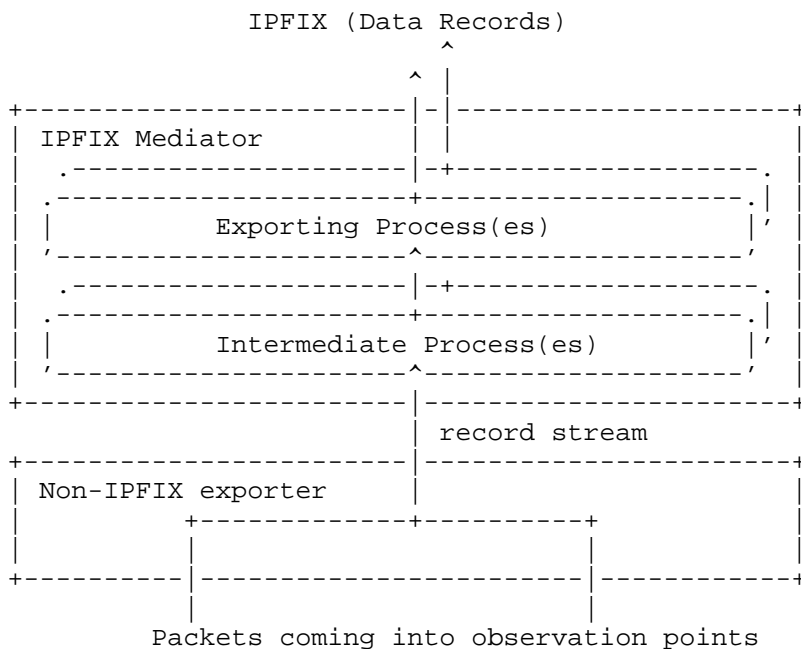 IPFIX (Data Records)
IPFIX Mediator
Exporting Process(es)
Intermediate Process(es)
record stream
Non-IPFIX exporter
Packets coming into observation points